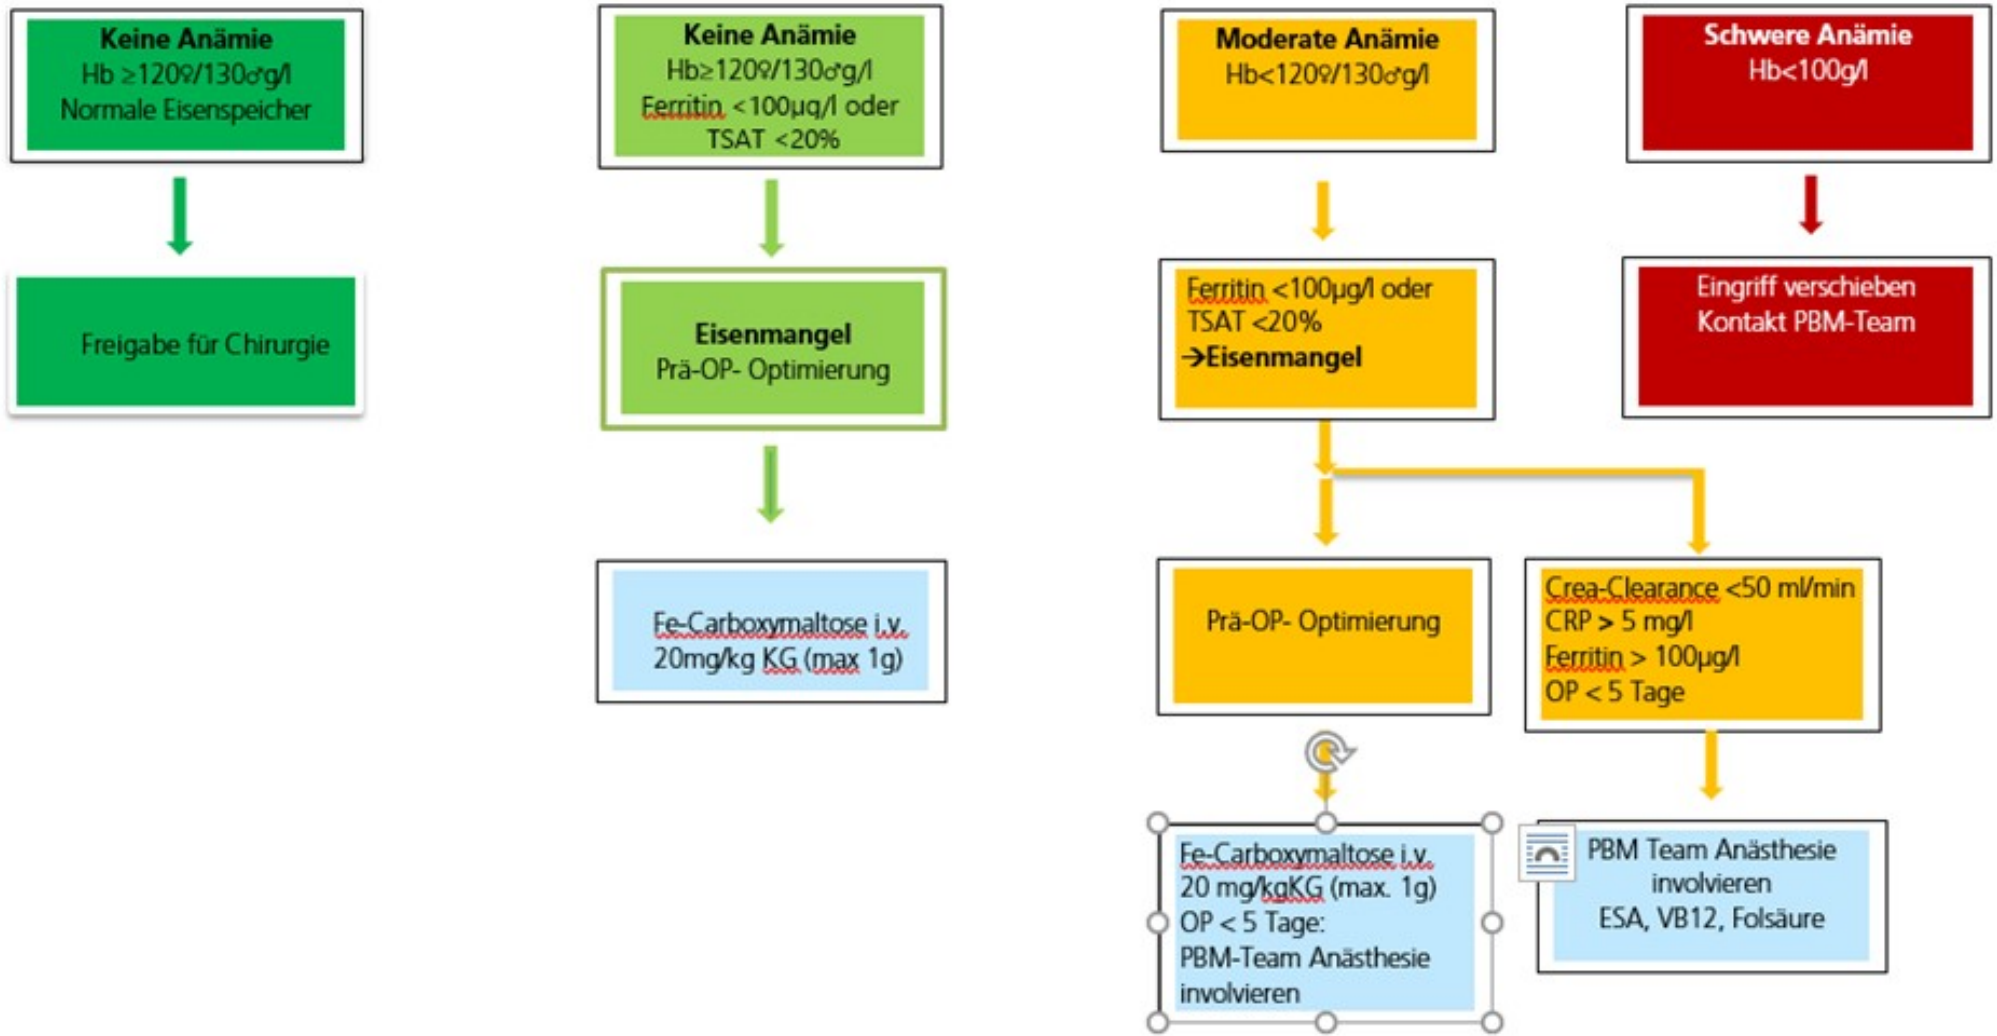 Keine Anämie
Hb ≥120♀/130♂g/l
Normale Eisenspeicher
Keine Anämie
Hb≥120♀/130♂g/l
Ferritin <100µg/l oder
TSAT <20%
Moderate Anämie
Hb<120♀/130♂g/l
Schwere Anämie
Hb<100g/l
Freigabe für Chirurgie
Eisenmangel
Prä-OP- Optimierung
Ferritin <100µg/l oder
TSAT <20%
→Eisenmangel
Eingriff verschieben
Kontakt PBM-Team
Fe-Carboxymaltose i.v.
20mg/kg KG (max 1g)
Prä-OP- Optimierung
Crea-Clearance <50 ml/min
CRP > 5 mg/l
Ferritin > 100µg/l
OP < 5 Tage
Fe-Carboxymaltose i.v.
20 mg/kgKG (max. 1g)
OP < 5 Tage:
PBM-Team Anästhesie
involvieren
PBM Team Anästhesie
involvieren
ESA, VB12, Folsäure